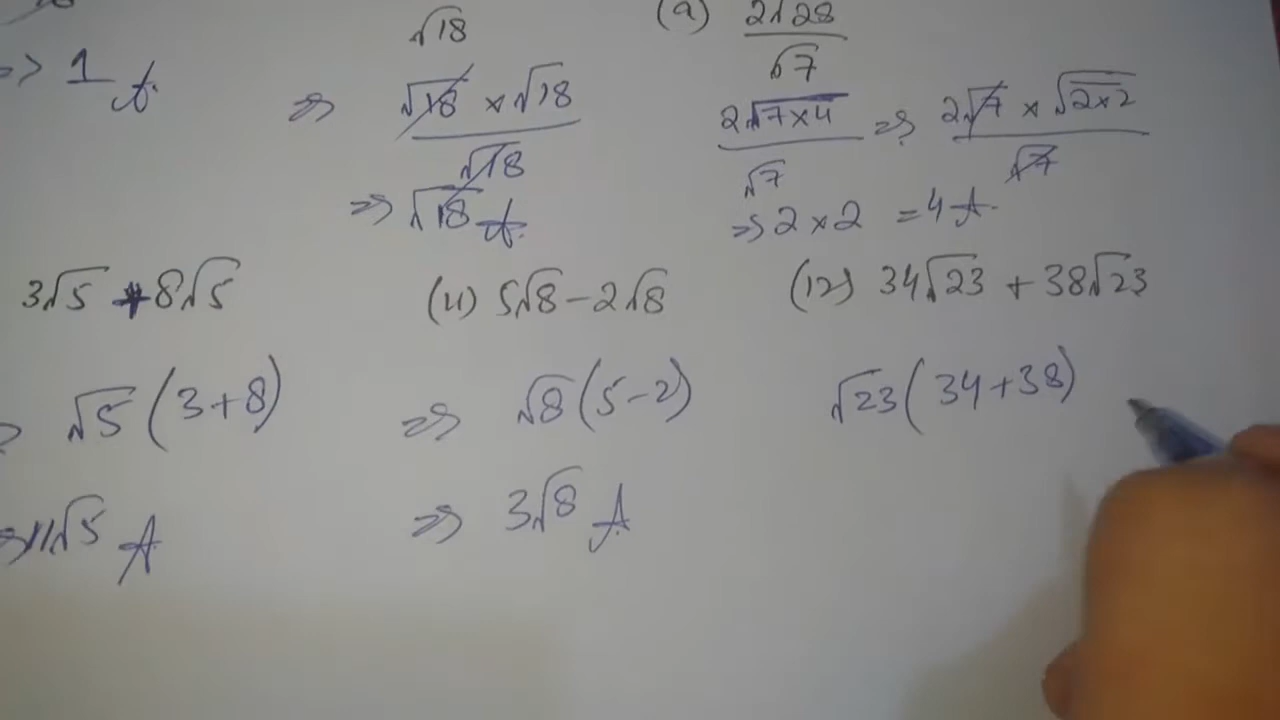 => 1 A.
√18
=> √18 × √18 / √18
=> √18 A.
(9) 2√28 / √7
2√7×4 / √7 => 2√7 × √2×2 / √7
=> 2 × 2 = 4 A.
3√5 + 8√5
√5 (3+8)
=> 11√5 A
(11) 5√8 - 2√8
=> √8 (5-2)
=> 3√8 A.
(12) 34√23 + 38√23
√23 (34+38)